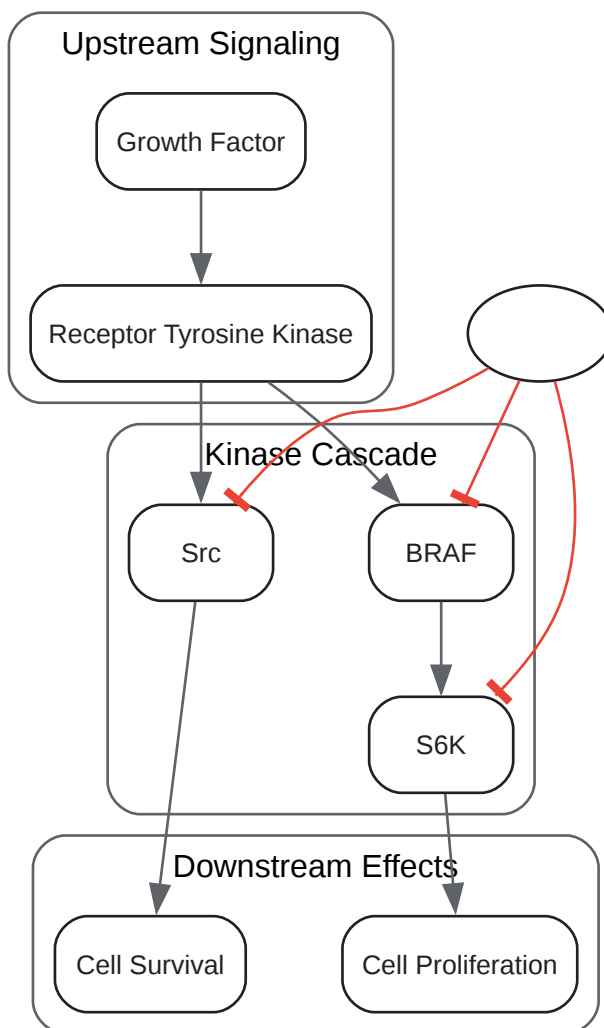 Upstream Signaling
Growth Factor
Receptor Tyrosine Kinase
Kinase Cascade
Src
BRAF
S6K
Downstream Effects
Cell Survival
Cell Proliferation